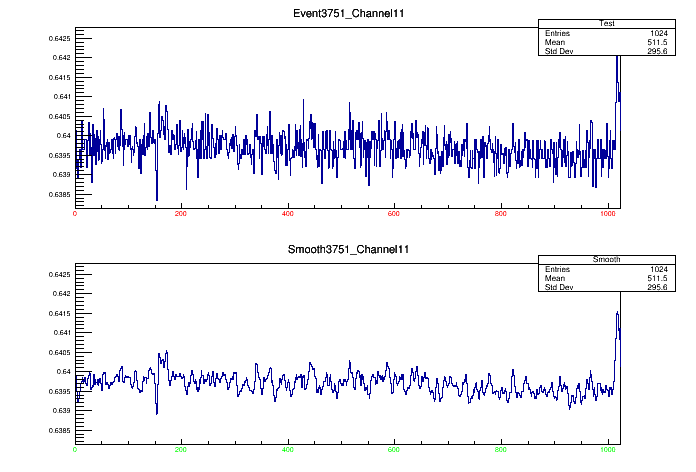 Event3751_Channel11
Test
Entries 1024
Mean 511.5
Std Dev 295.6
0.6425
0.642
0.6415
0.641
0.6405
0.64
0.6395
0.639
0.6385
0 200 400 600 800 1000
Smooth3751_Channel11
Smooth
Entries 1024
Mean 511.5
Std Dev 295.6
0.6425
0.642
0.6415
0.641
0.6405
0.64
0.6395
0.639
0.6385
0 200 400 600 800 1000